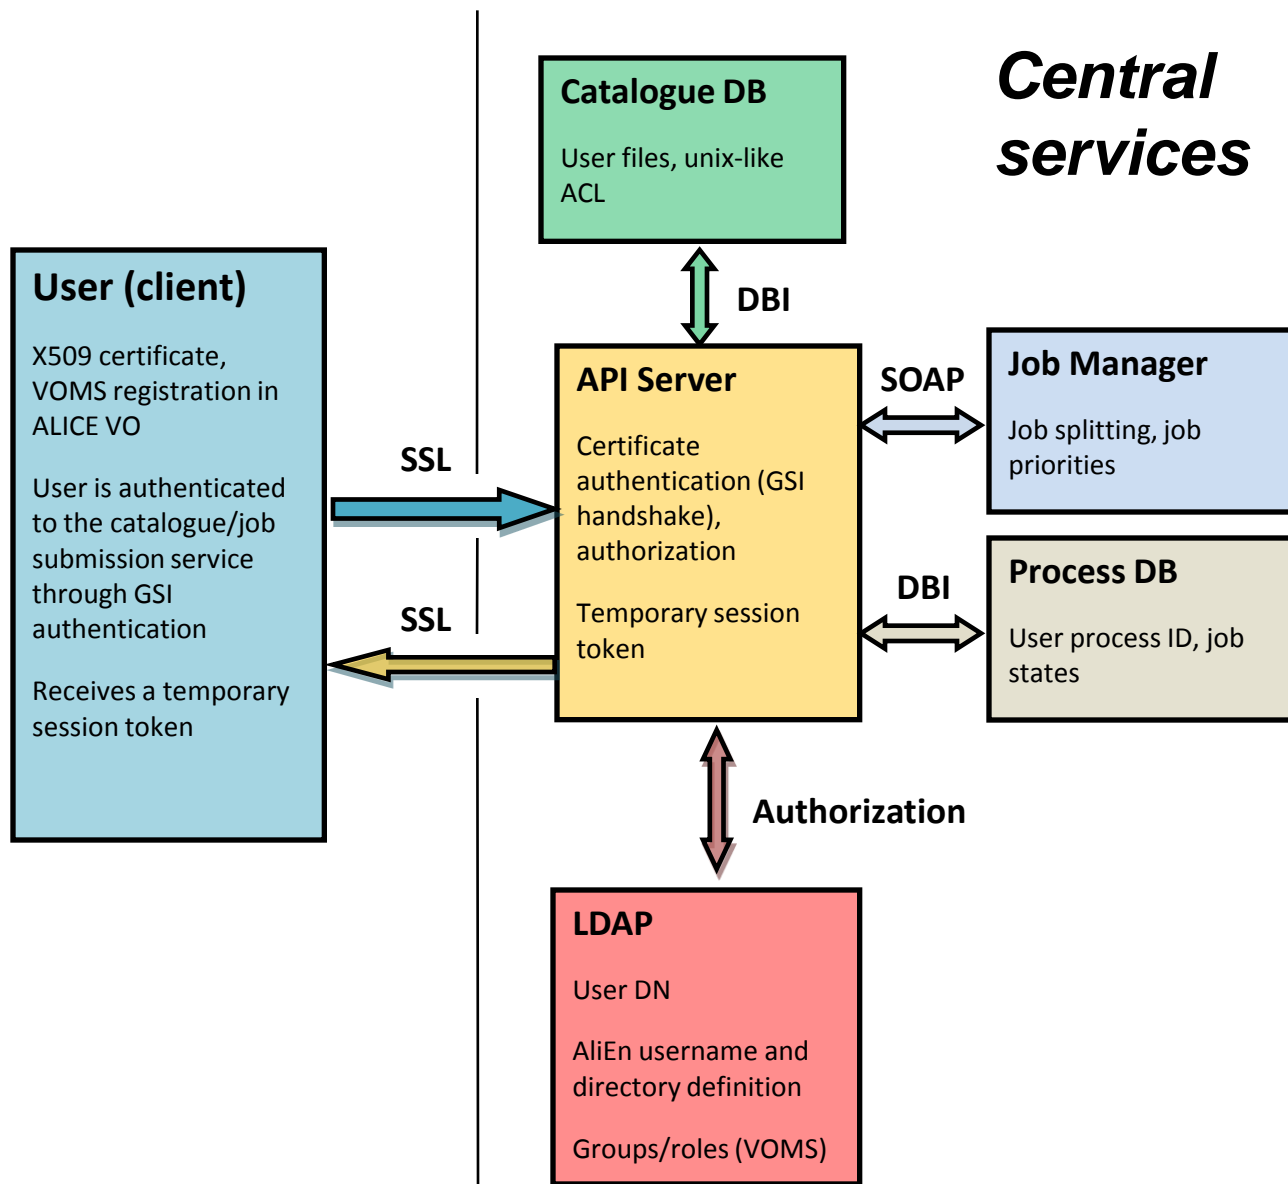 Central
services
Catalogue DB
User files, unix-like
ACL
DBI
User (client)
X509 certificate,
VOMS registration in
ALICE VO
User is authenticated
to the catalogue/job
submission service
through GSI
authentication
Receives a temporary
session token
SSL
SSL
API Server
Certificate
authentication (GSI
handshake),
authorization
Temporary session
token
SOAP
Job Manager
Job splitting, job
priorities
DBI
Process DB
User process ID, job
states
Authorization
LDAP
User DN
AliEn username and
directory definition
Groups/roles (VOMS)